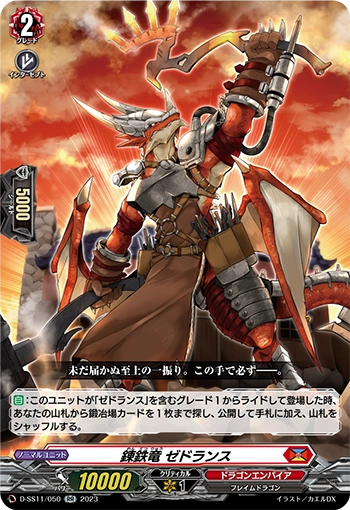 2
グレード
インターセプト
シールド
5000
未だ届かぬ至上の一振り。この手で必ず――。
自:このユニットが「ゼドランス」を含むグレード1からライドして登場した時、
あなたの山札から鍛冶場カードを1枚まで探し、公開して手札に加え、山札を
シャッフルする。
ノーマルユニット
錬鉄竜 ゼドランス
パワー
10000
クリティカル
1
ドラゴンエンパイア
フレイムドラゴン
D-SS11/050 RR 2023
イラスト/カエルDX